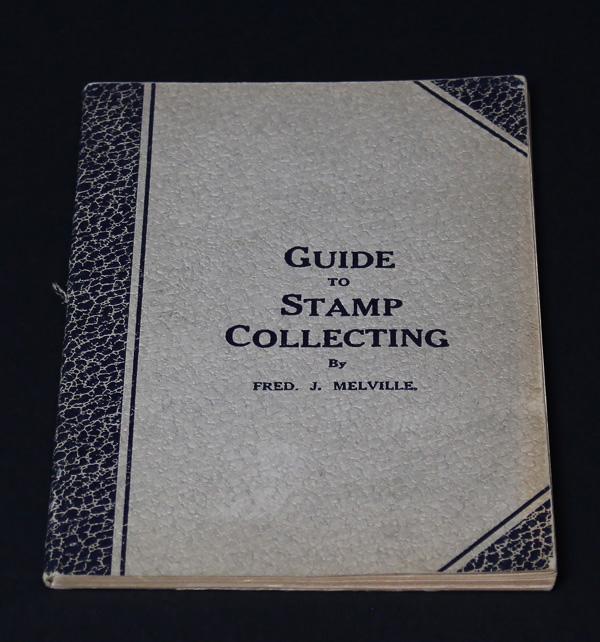 GUIDE
TO
STAMP
COLLECTING
By
FRED. J. MELVILLE.